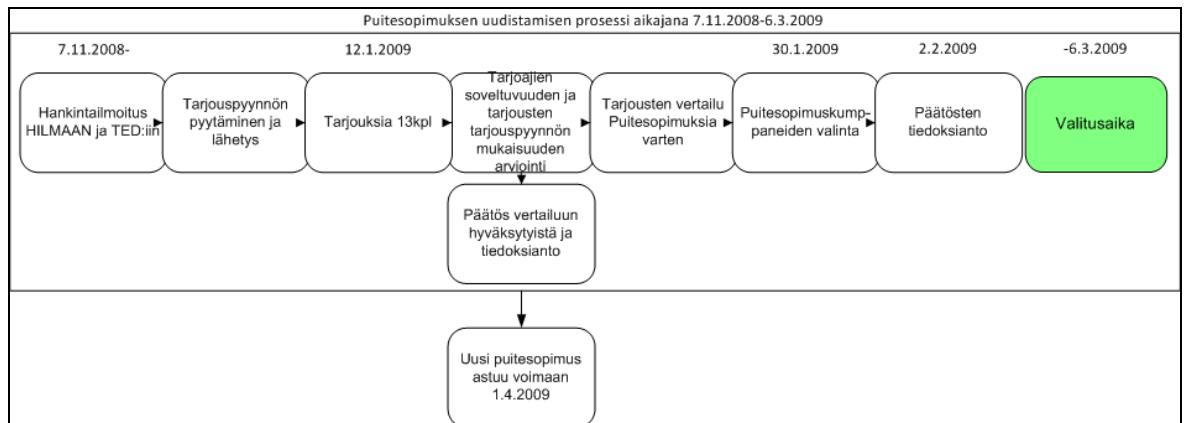 Puitesopimuksen uudistamisen prosessi aikajana 7.11.2008-6.3.2009
7.11.2008-
12.1.2009
30.1.2009
2.2.2009
-6.3.2009
Hankintailmoitus
HILMAAN ja TED:iin
Tarjouspyynnön
pyytäminen ja
lähetys
Tarjouksia 13kpl
Tarjoajien
soveltuvuuden ja
tarjousten
tarjouspyynnön
mukaisuuden
arviointi
Tarjousten vertailu
Puitesopimuksia
varten
Puitesopimuskump-
paneiden valinta
Päätösten
tiedoksianto
Valitusaika
Päätös vertailuun
hyväksytyistä ja
tiedoksianto
Uusi puitesopimus
astuu voimaan
1.4.2009